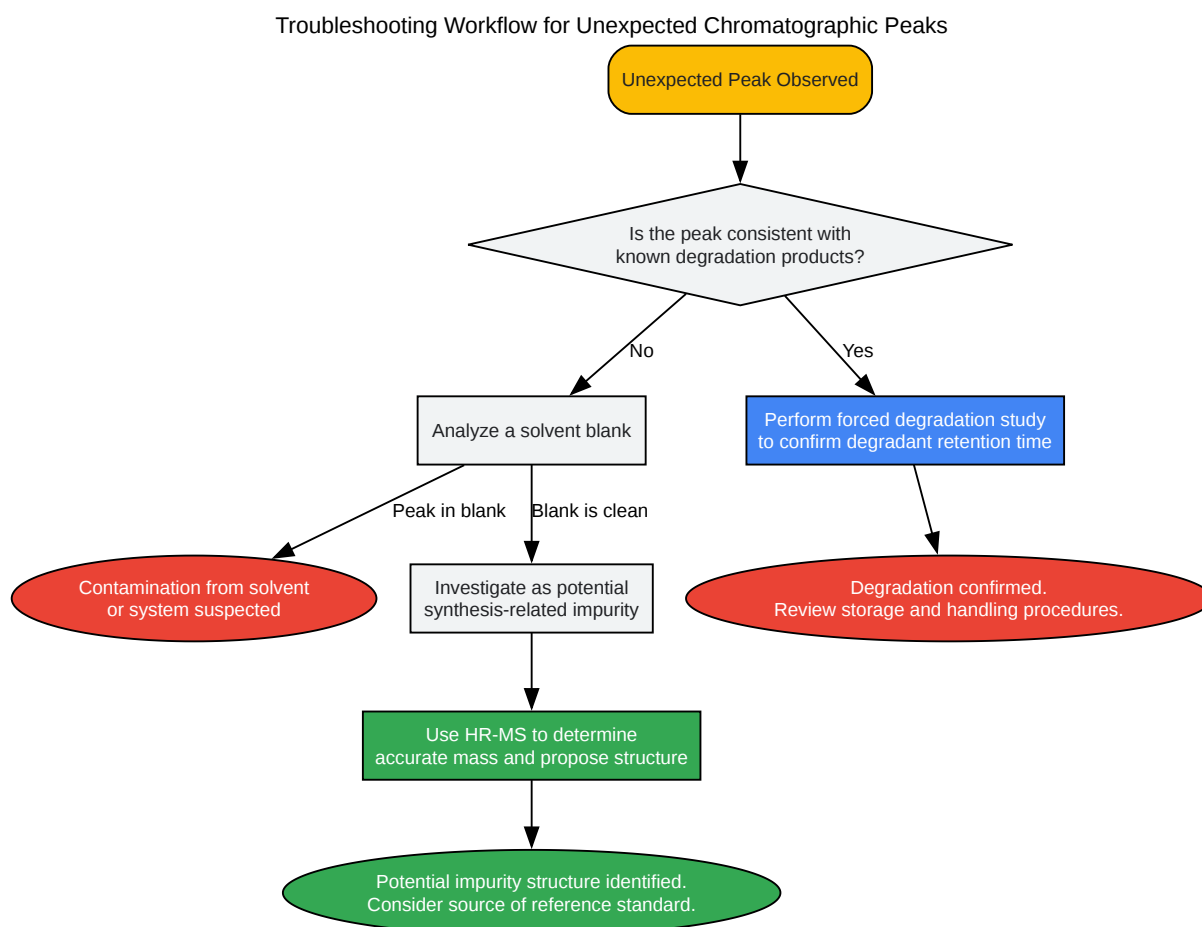 Troubleshooting Workflow for Unexpected Chromatographic Peaks
Unexpected Peak Observed
Is the peak consistent with
known degradation products?
No
Yes
Analyze a solvent blank
Perform forced degradation study
to confirm degradant retention time
Peak in blank
Blank is clean
Contamination from solvent
or system suspected
Investigate as potential
synthesis-related impurity
Degradation confirmed.
Review storage and handling procedures.
Use HR-MS to determine
accurate mass and propose structure
Potential impurity structure identified.
Consider source of reference standard.